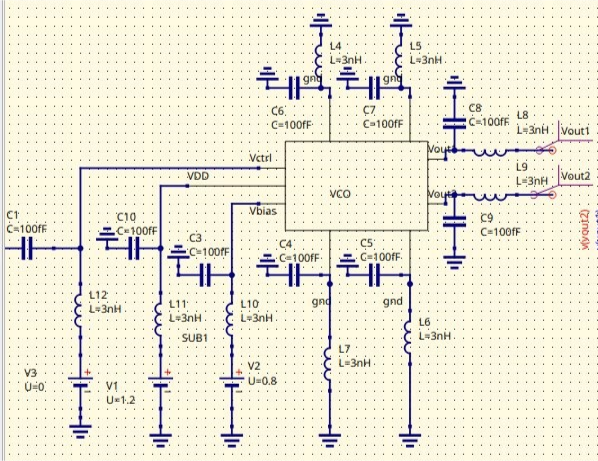 L4
L=3nH
L5
L=3nH
gnd
gnd
C6
C=100fF
C7
C=100fF
C8
C=100fF
L8
L=3nH
Vout1
Vctrl
VDD
VCO
Vbias
L9
L=3nH
Vout2
C9
C=100fF
C1
C=100fF
C10
C=100fF
C3
C=100fF
C4
C=100fF
C5
C=100fF
gnd
gnd
L12
L=3nH
L11
L=3nH
SUB1
L10
L=3nH
L7
L=3nH
L6
L=3nH
V3
U=0
V1
U=1.2
V2
U=0.8
v(vout2)